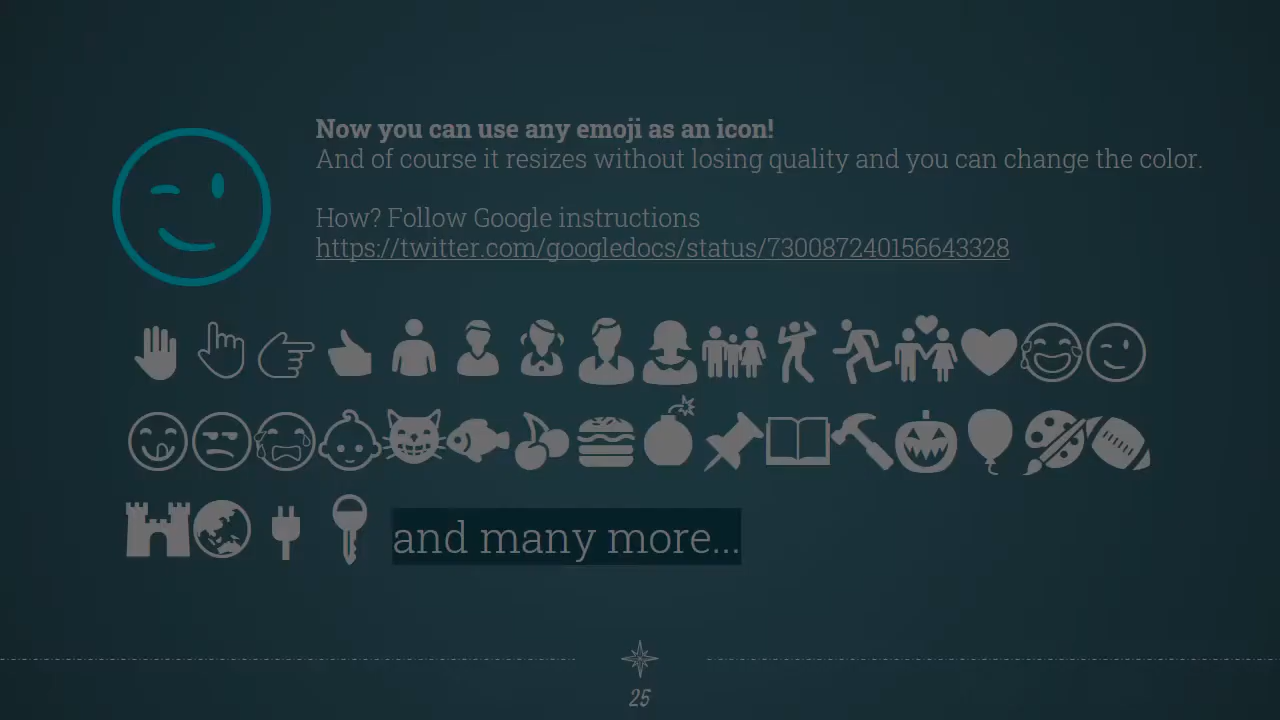 Now you can use any emoji as an icon!
And of course it resizes without losing quality and you can change the color.
How? Follow Google instructions
https://twitter.com/googledocs/status/730087240156643328
and many more...
25